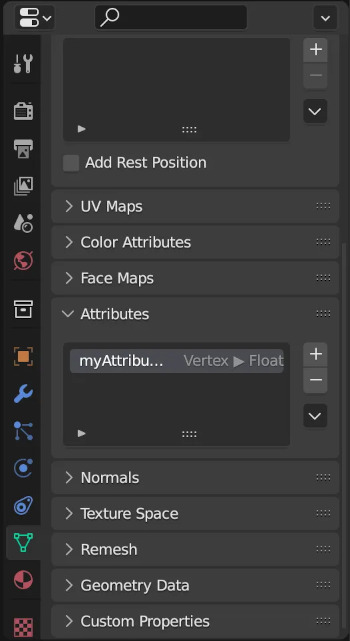 Add Rest Position
UV Maps
Color Attributes
Face Maps
Attributes
myAttribu... Vertex ▶ Float
Normals
Texture Space
Remesh
Geometry Data
Custom Properties